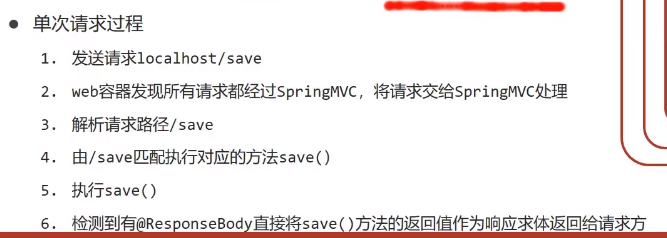 ● 单次请求过程
1. 发送请求localhost/save
2. web容器发现所有请求都经过SpringMVC，将请求交给SpringMVC处理
3. 解析请求路径/save
4. 由/save匹配执行对应的方法save()
5. 执行save()
6. 检测到有@ResponseBody直接将save()方法的返回值作为响应求体返回给请求方